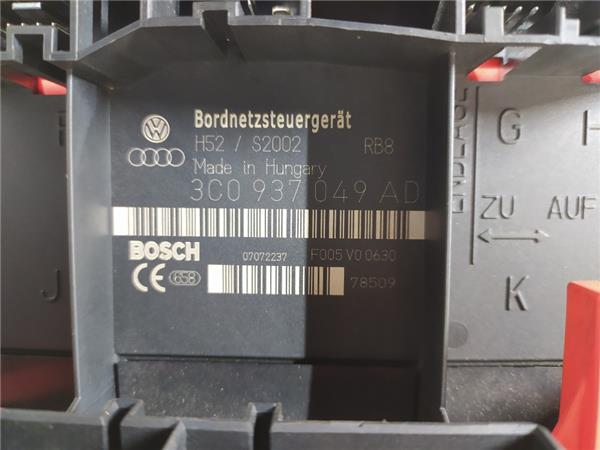 Bordnetzsteuergerät
H52 / S2002 RB8
Made in Hungary
3C0 937 049 AD
BOSCH 07072237 F005 V0 0630
CE 658 78509
ENDLAGE
G H
ZU AUF
J K